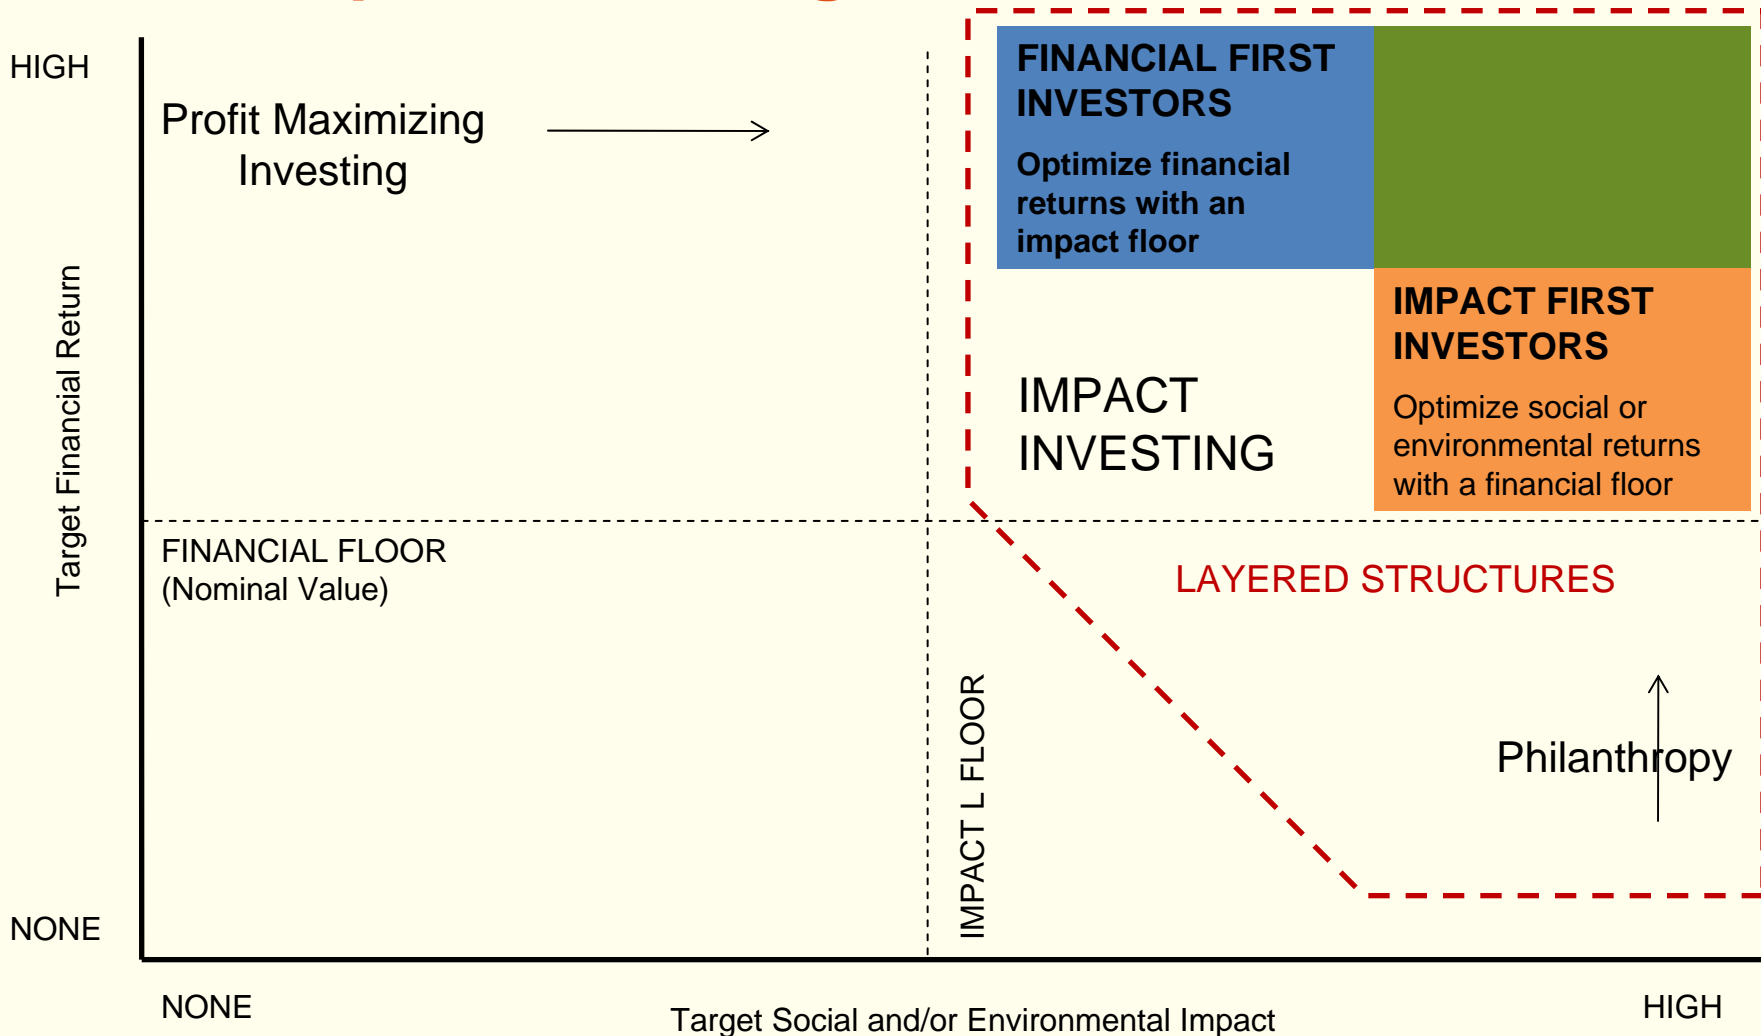 HIGH
Profit Maximizing
Investing
FINANCIAL FIRST
INVESTORS
Optimize financial
returns with an
impact floor
IMPACT FIRST
INVESTORS
Optimize social or
environmental returns
with a financial floor
IMPACT
INVESTING
Target Financial Return
FINANCIAL FLOOR
(Nominal Value)
LAYERED STRUCTURES
IMPACT L FLOOR
Philanthropy
NONE
NONE
Target Social and/or Environmental Impact
HIGH